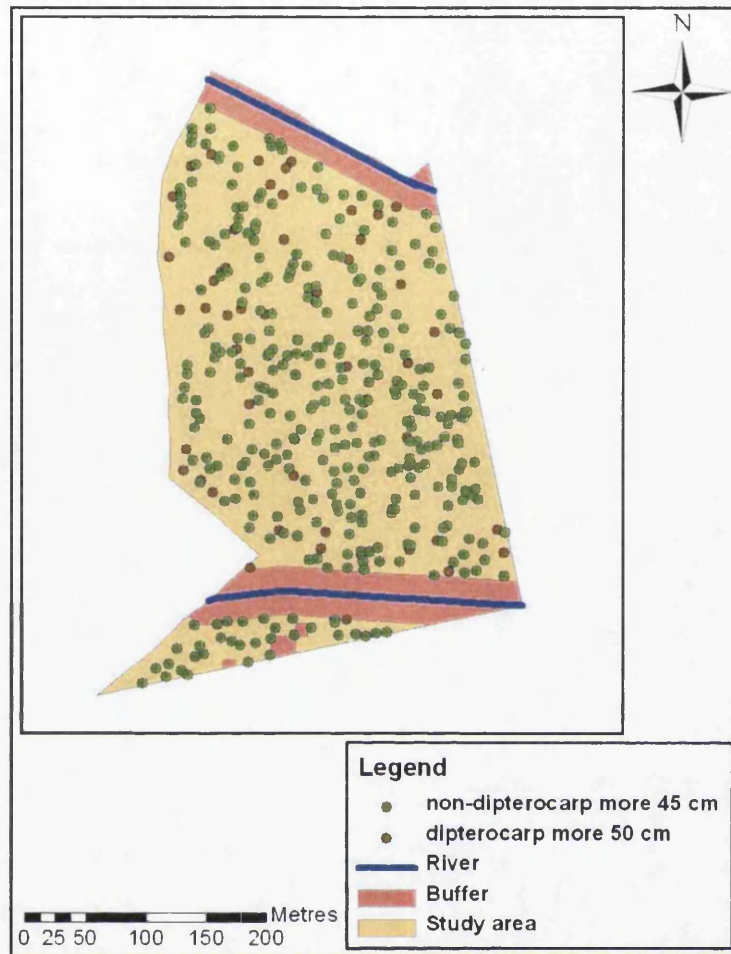 N
Legend
non-dipterocarp more 45 cm
dipterocarp more 50 cm
River
Buffer
Study area
Metres
0 25 50 100 150 200